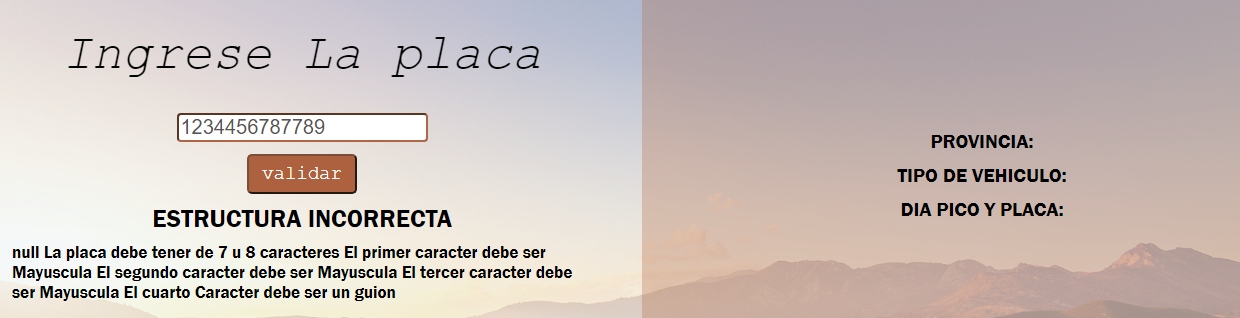 Ingrese La placa
1234456787789
validar
ESTRUCTURA INCORRECTA
null La placa debe tener de 7 u 8 caracteres El primer caracter debe ser
Mayuscula El segundo caracter debe ser Mayuscula El tercer caracter debe
ser Mayuscula El cuarto Caracter debe ser un guion
PROVINCIA:
TIPO DE VEHICULO:
DIA PICO Y PLACA: